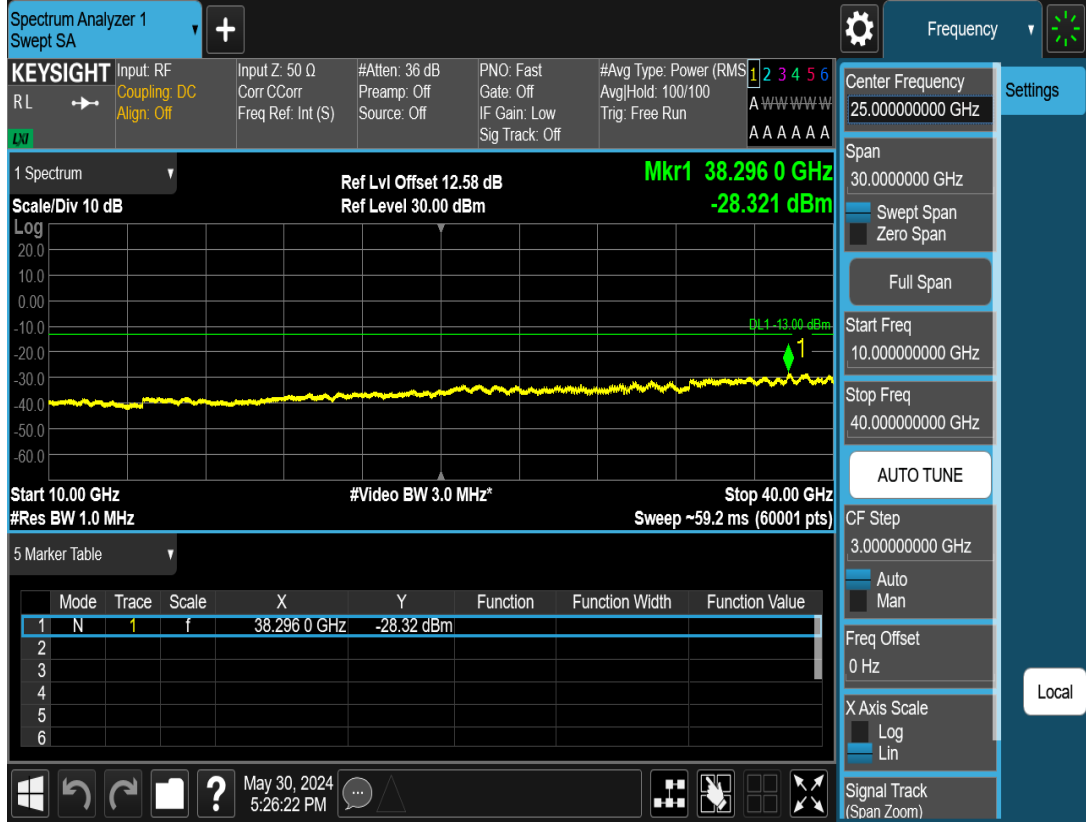 Spectrum Analyzer 1
Swept SA
+
Frequency
KEYSIGHT
RL
LXI
Input: RF
Coupling: DC
Align: Off
Input Z: 50 Ω
Corr CCorr
Freq Ref: Int (S)
#Atten: 36 dB
Preamp: Off
Source: Off
PNO: Fast
Gate: Off
IF Gain: Low
Sig Track: Off
#Avg Type: Power (RMS
Avg|Hold: 100/100
Trig: Free Run
1 2 3 4 5 6
A W W W W W
A A A A A A
1 Spectrum
Scale/Div 10 dB
Ref Lvl Offset 12.58 dB
Ref Level 30.00 dBm
Mkr1 38.296 0 GHz
-28.321 dBm
Log
20.0
10.0
0.00
-10.0
-20.0
-30.0
-40.0
-50.0
-60.0
DL1 -13.00 dBm
1
Start 10.00 GHz
#Res BW 1.0 MHz
#Video BW 3.0 MHz*
Stop 40.00 GHz
Sweep ~59.2 ms (60001 pts)
5 Marker Table
Mode Trace Scale X Y Function Function Width Function Value
1 N 1 f 38.296 0 GHz -28.32 dBm
2
3
4
5
6
?
May 30, 2024
5:26:22 PM
Center Frequency
25.000000000 GHz
Span
30.0000000 GHz
Swept Span
Zero Span
Full Span
Start Freq
10.000000000 GHz
Stop Freq
40.000000000 GHz
AUTO TUNE
CF Step
3.000000000 GHz
Auto
Man
Freq Offset
0 Hz
X Axis Scale
Log
Lin
Signal Track
(Span Zoom)
Settings
Local